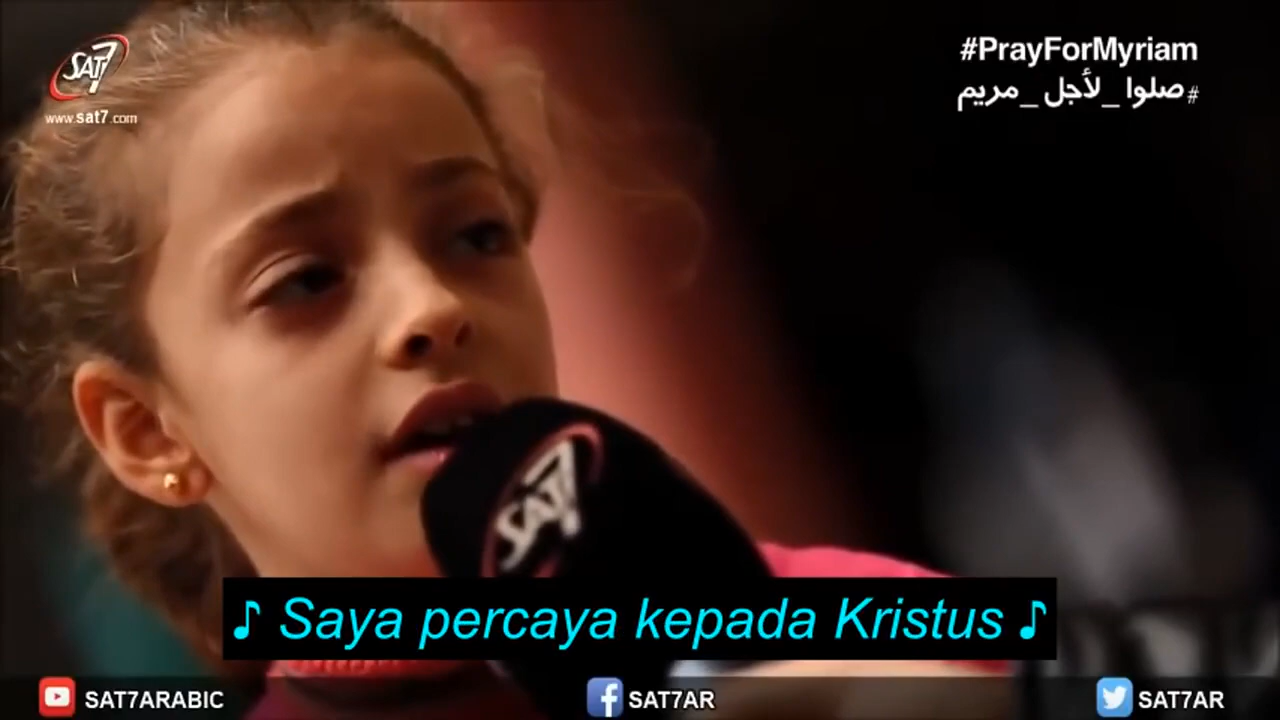 SAT7
www.sat7.com
#PrayForMyriam
#صلوا_لأجل_مريم
SAT7
♪ Saya percaya kepada Kristus ♪
SAT7ARABIC
SAT7AR
SAT7AR